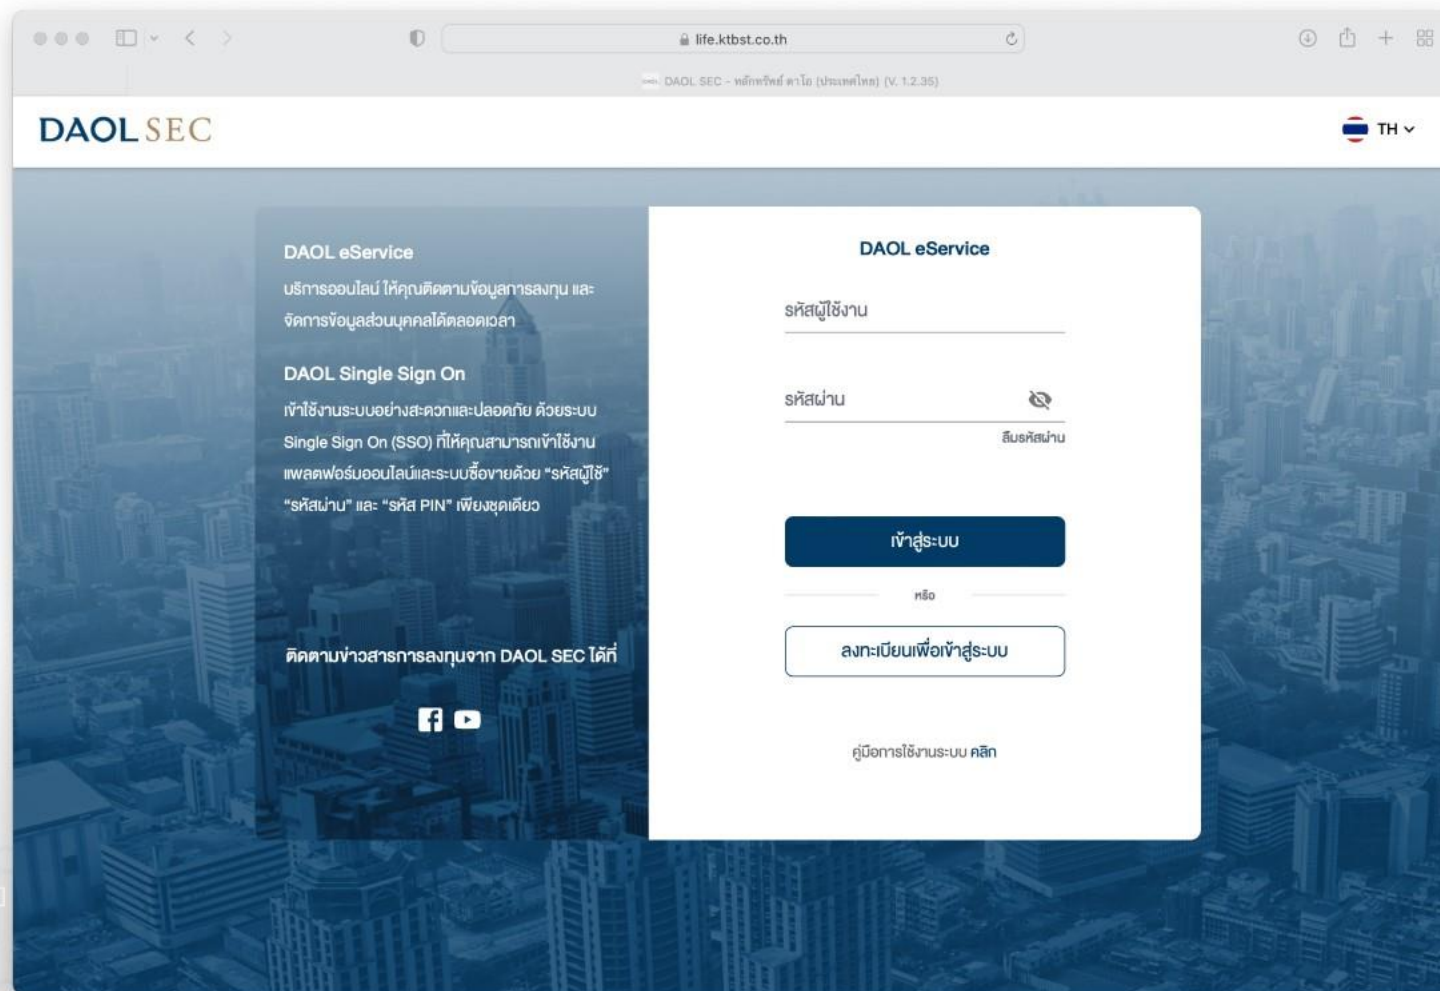 life.ktbst.co.th
DAOL SEC - หลักทรัพย์ ดาโอ (ประเทศไทย) (V. 1.2.35)
DAOL SEC
TH
DAOL eService
บริการออนไลน์ ให้คุณติดตามข้อมูลการลงทุน และ
จัดการข้อมูลส่วนบุคคลได้ตลอดเวลา
DAOL Single Sign On
เข้าใช้งานระบบอย่างสะดวกและปลอดภัย ด้วยระบบ
Single Sign On (SSO) ที่ให้คุณสามารถเข้าใช้งาน
แพลตฟอร์มออนไลน์และระบบซื้อขายด้วย “รหัสผู้ใช้”
“รหัสผ่าน” และ “รหัส PIN” เพียงชุดเดียว
ติดตามข่าวสารการลงทุนจาก DAOL SEC ได้ที่
DAOL eService
รหัสผู้ใช้งาน
รหัสผ่าน
ลืมรหัสผ่าน
เข้าสู่ระบบ
หรือ
ลงทะเบียนเพื่อเข้าสู่ระบบ
คู่มือการใช้งานระบบ คลิก